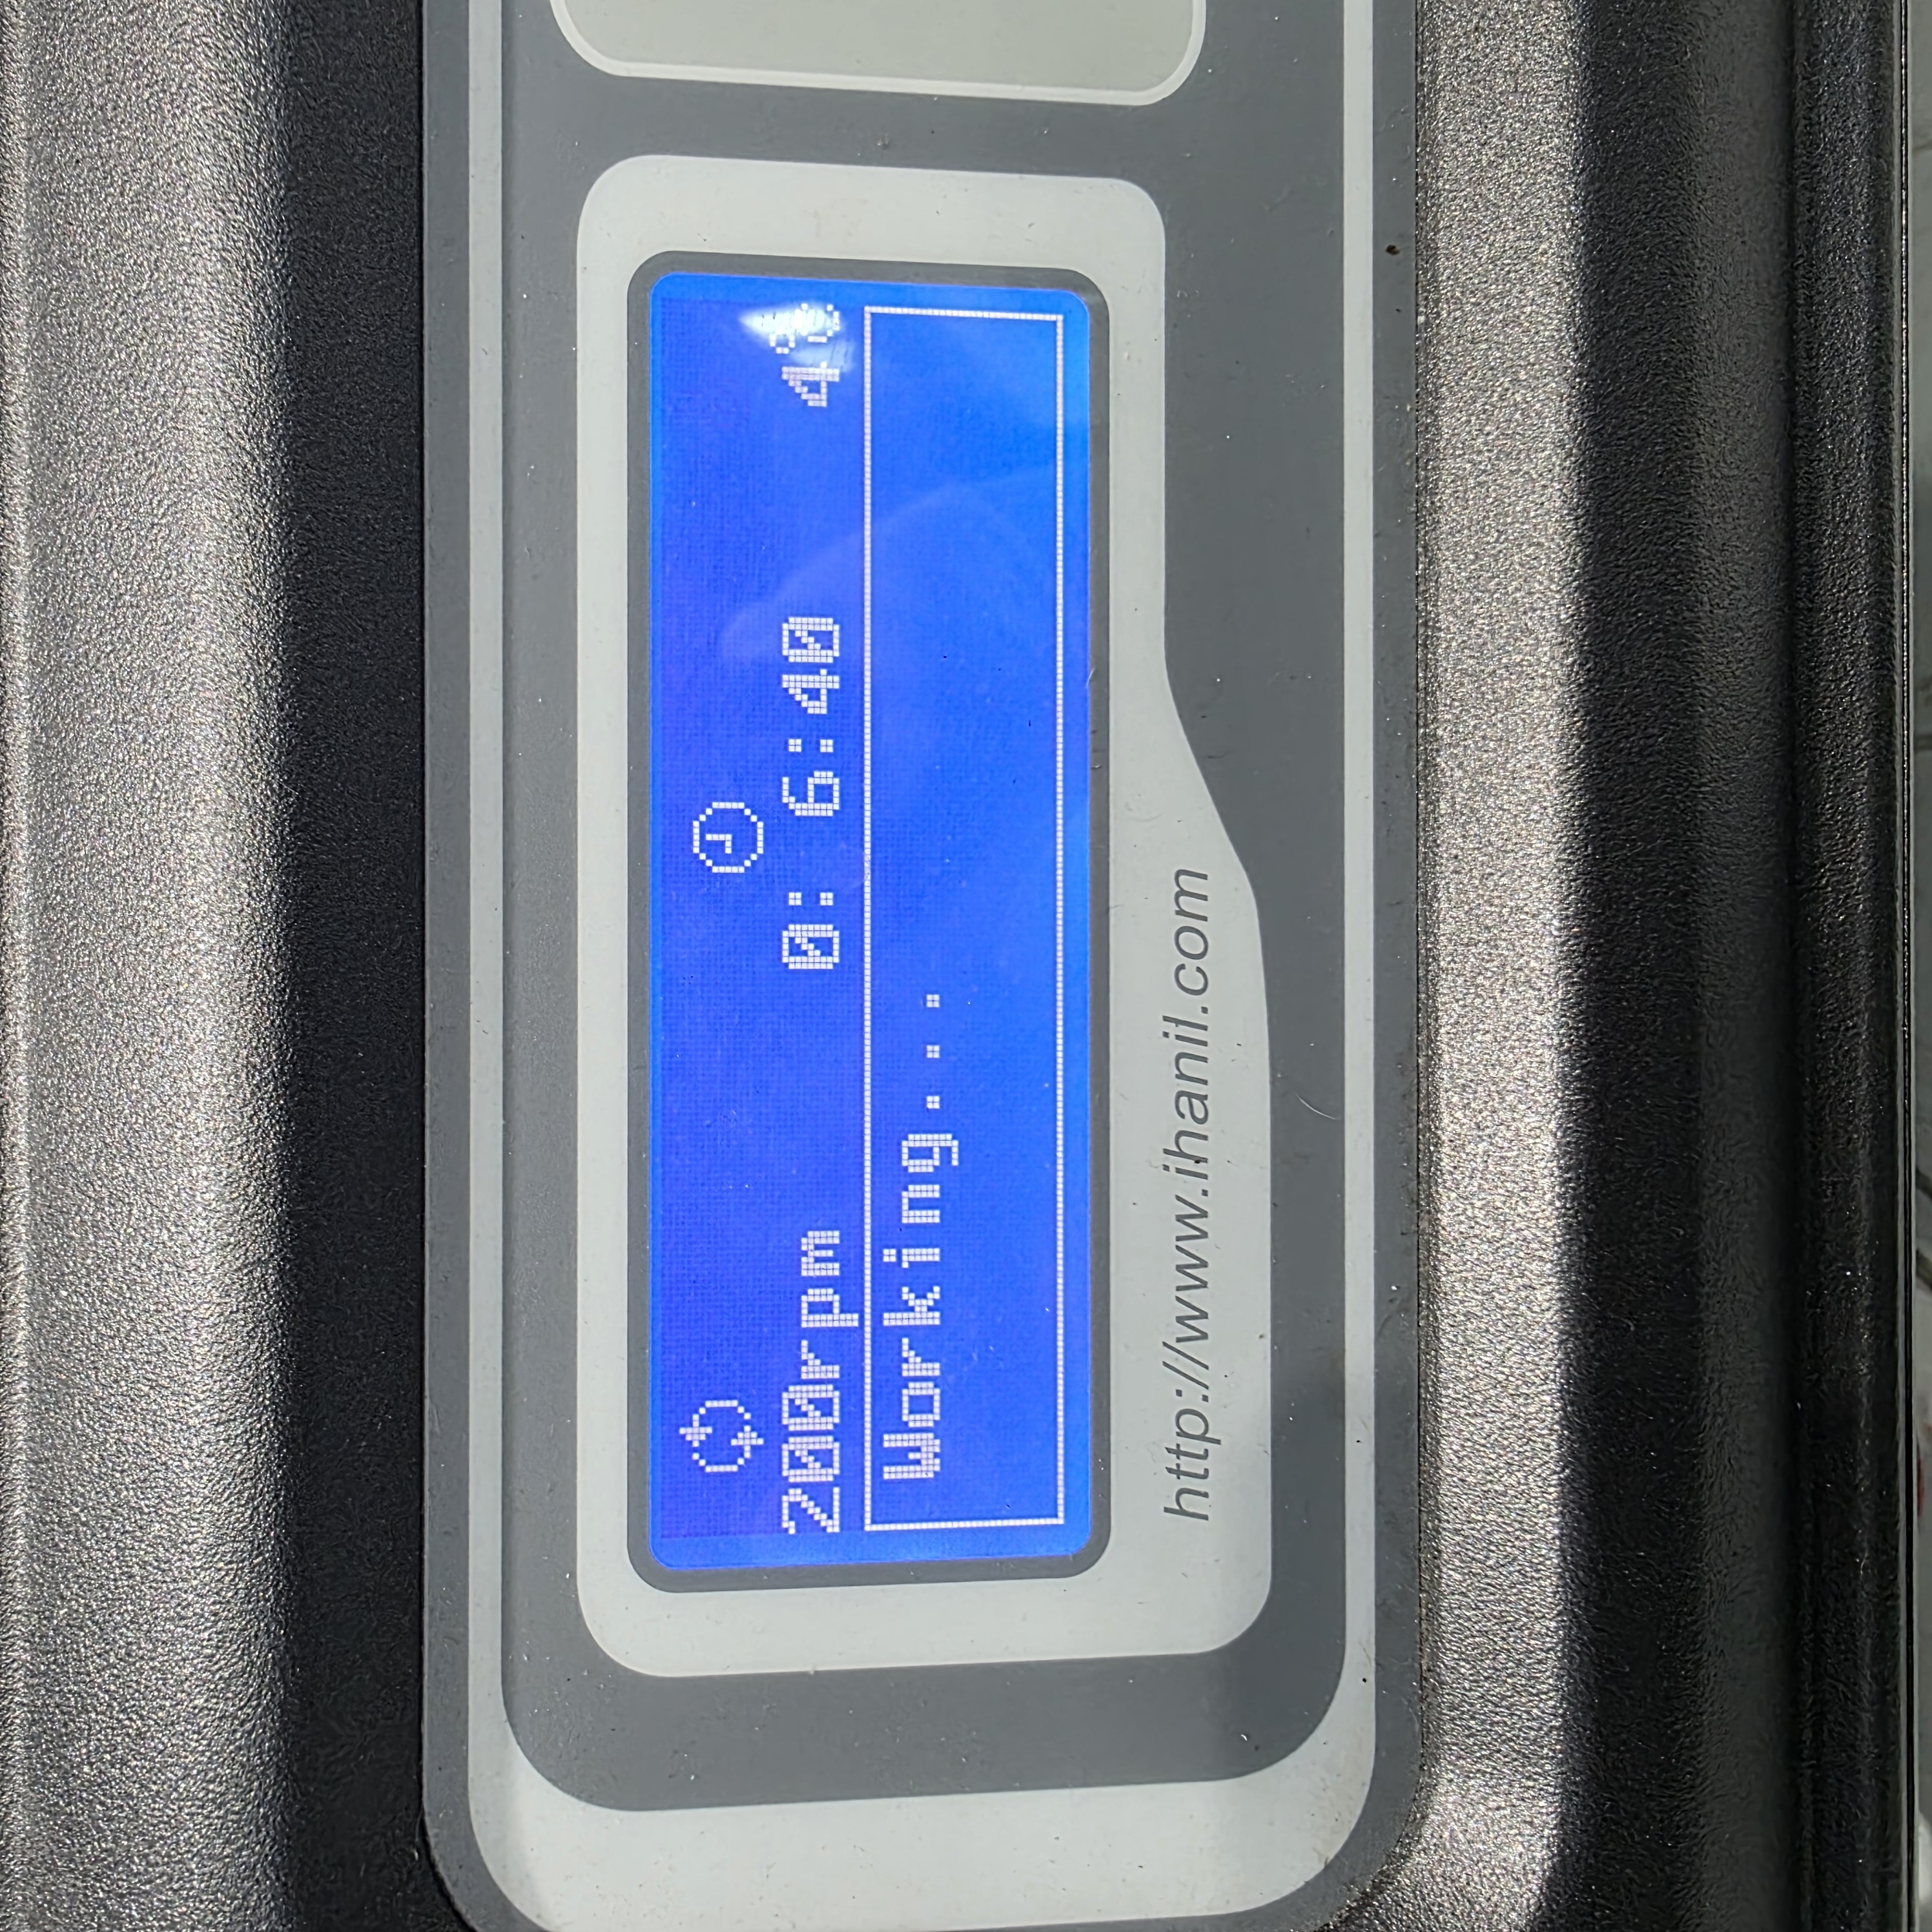 200rpm 0: 6:40 4℃
Working...
http://www.ihanil.com